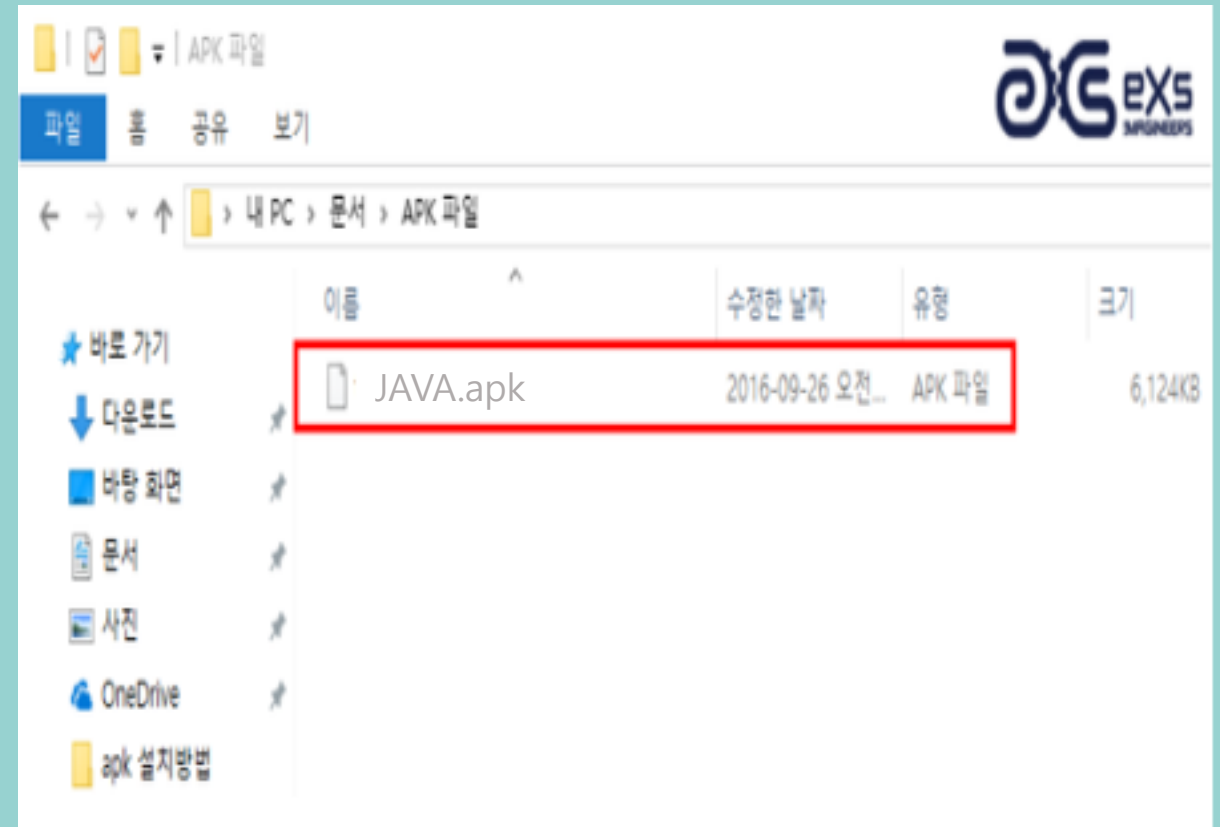 APK 파일
eXs
파일 홈 공유 보기
내 PC › 문서 › APK 파일
이름 수정한 날짜 유형 크기
바로 가기
JAVA.apk 2016-09-26 오전... APK 파일 6,124KB
다운로드
바탕 화면
문서
사진
OneDrive
apk 설치방법